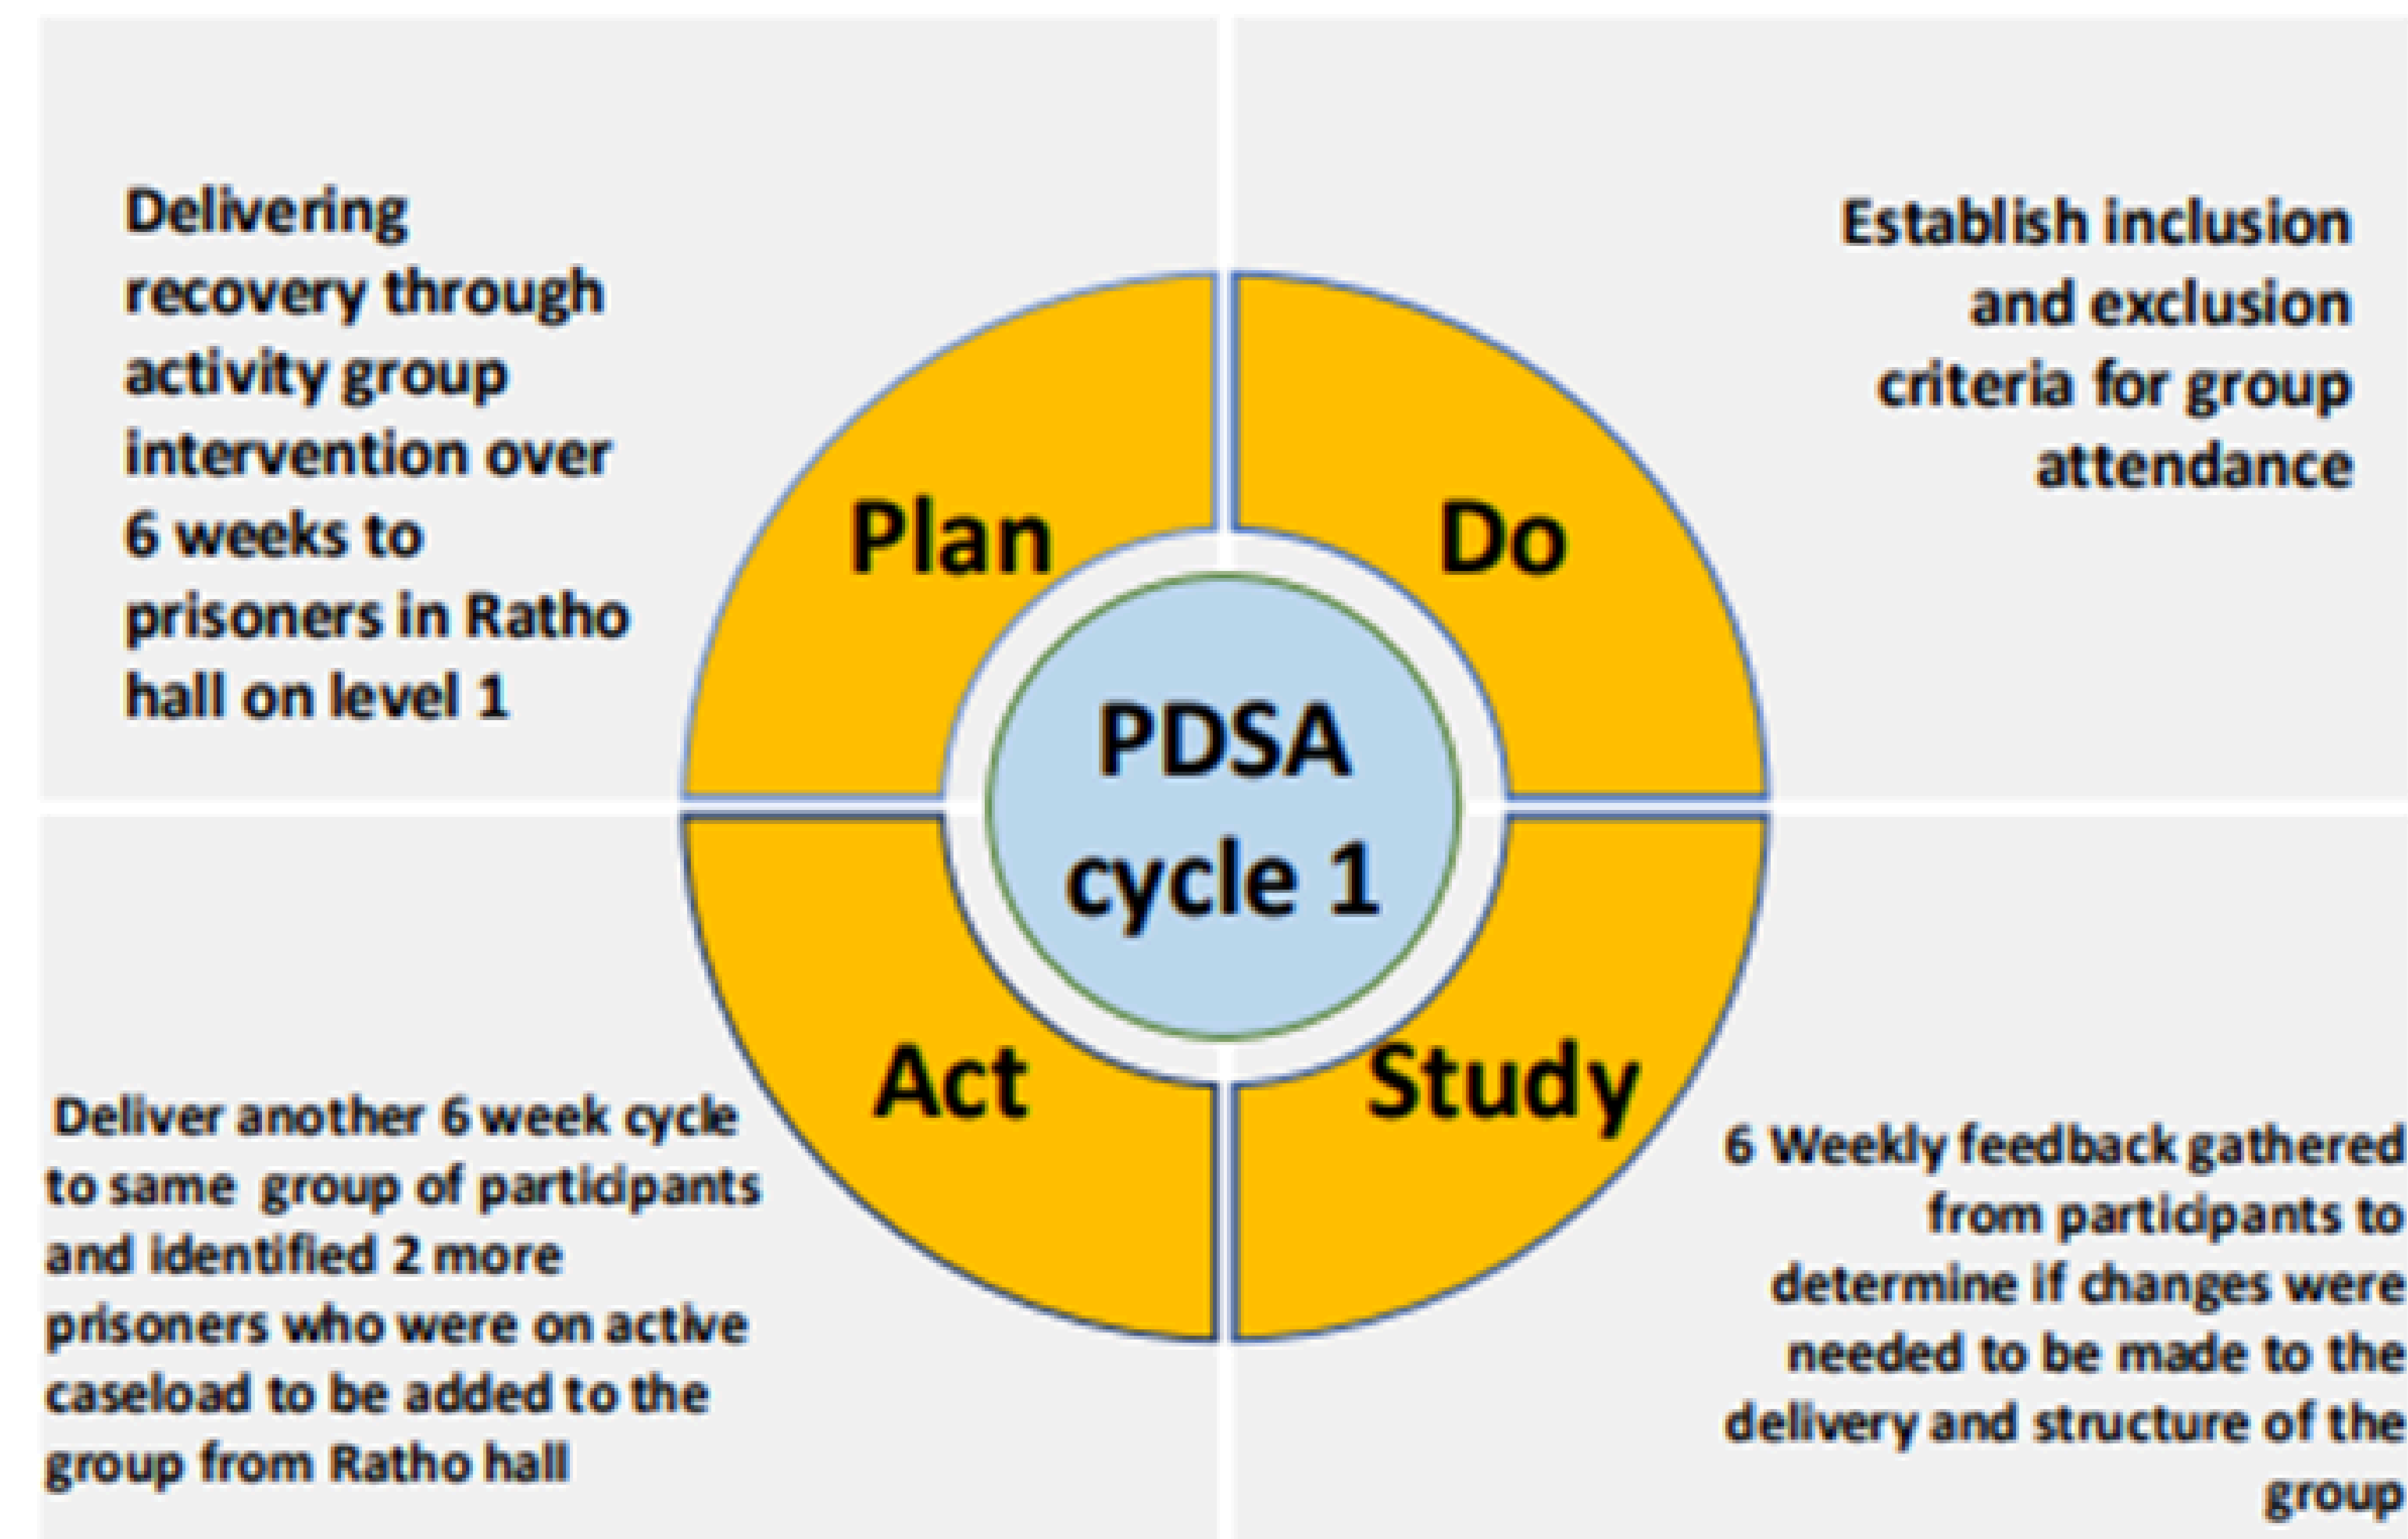 Delivering
recovery through
activity group
intervention over
6 weeks to
prisoners in Ratho
hall on level 1
Establish inclusion
and exclusion
criteria for group
attendance
Plan
Do
PDSA
cycle 1
Act
Study
Deliver another 6 week cycle
to same group of participants
and identified 2 more
prisoners who were on active
caseload to be added to the
group from Ratho hall
6 Weekly feedback gathered
from participants to
determine if changes were
needed to be made to the
delivery and structure of the
group